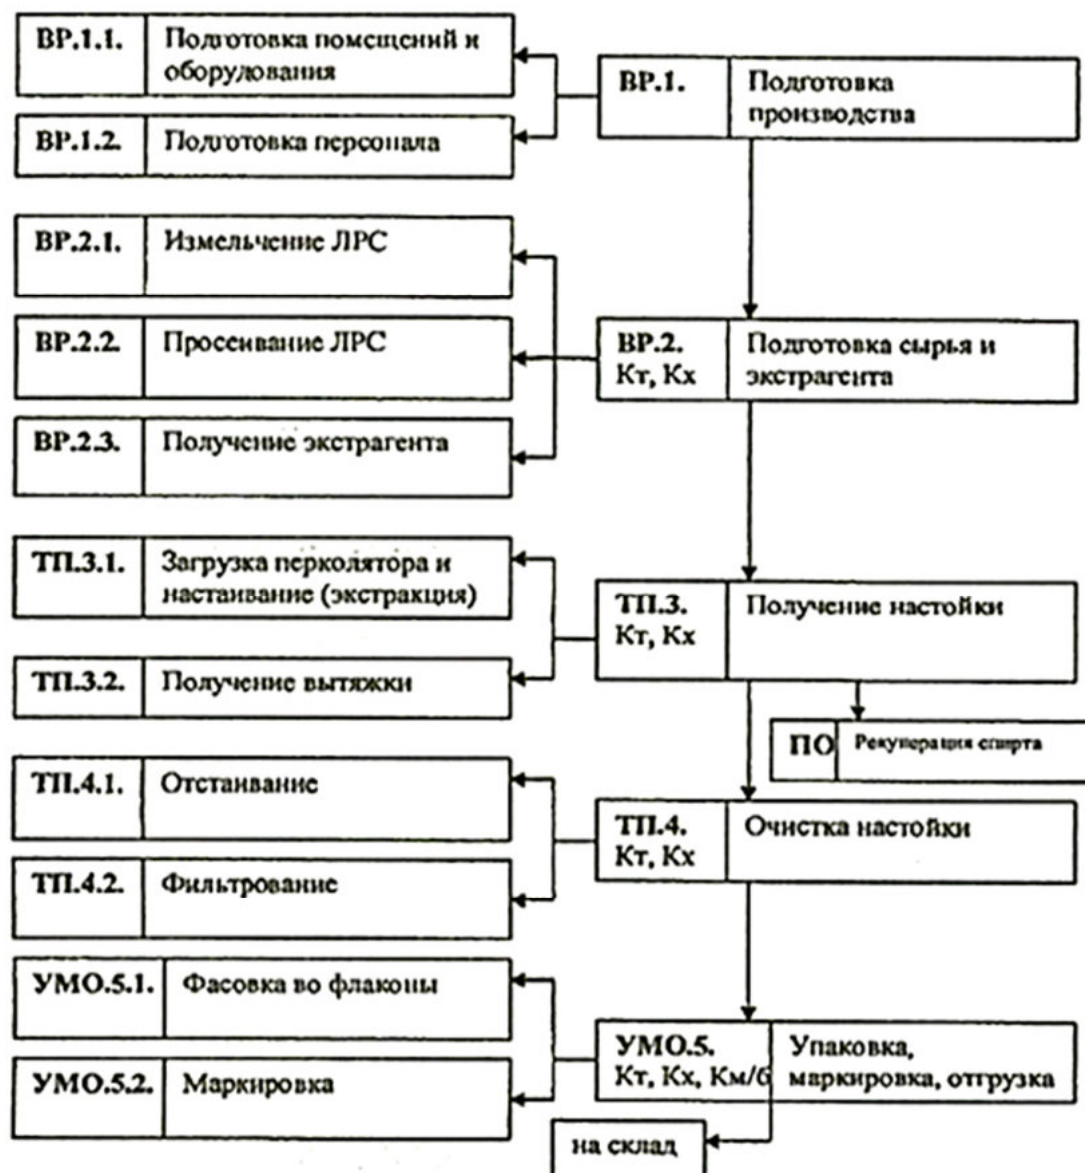 ВР.1.1. Подготовка помещений и
оборудования
ВР.1. Подготовка
производства
ВР.1.2. Подготовка персонала
ВР.2.1. Измельчение ЛРС
ВР.2.2. Просеивание ЛРС
ВР.2. Подготовка сырья и
Кт, Кх экстрагента
ВР.2.3. Получение экстрагента
ТП.3.1. Загрузка перколятора и
настаивание (экстракция)
ТП.3. Получение настойки
Кт, Кх
ТП.3.2. Получение вытяжки
ПО Рекуперация спирта
ТП.4.1. Отстаивание
ТП.4. Очистка настойки
Кт, Кх
ТП.4.2. Фильтрование
УМО.5.1. Фасовка во флаконы
УМО.5. Упаковка,
Кт, Кх, Км/б маркировка, отгрузка
УМО.5.2. Маркировка
на склад